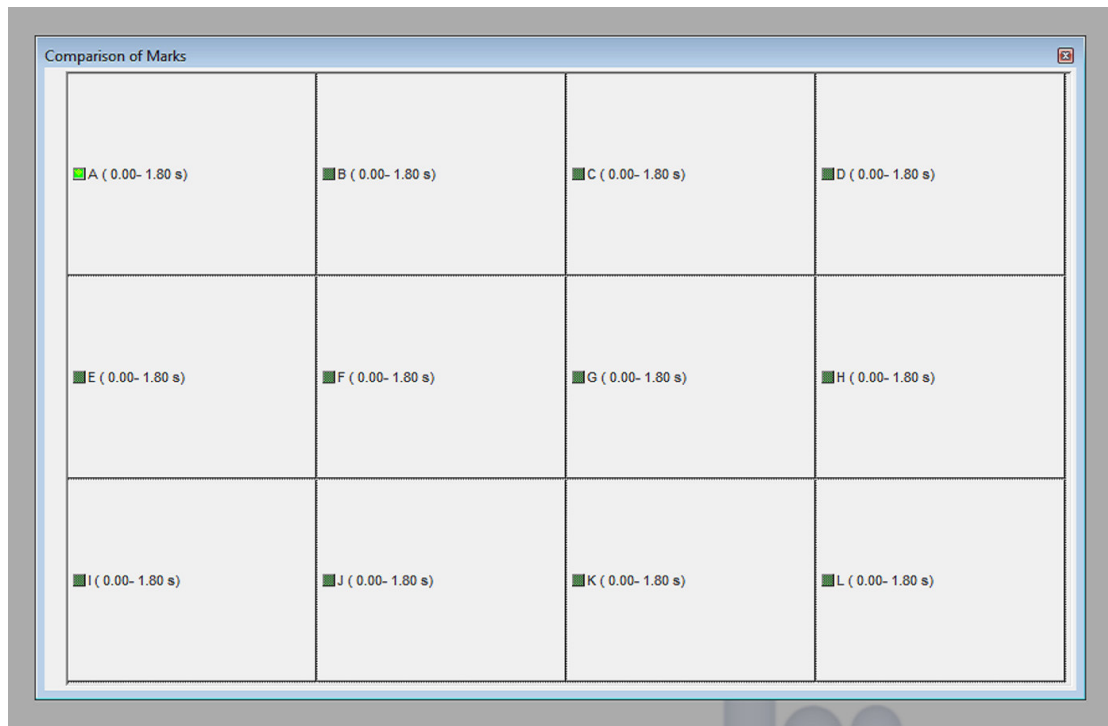 Comparison of Marks
A ( 0.00- 1.80 s)
B ( 0.00- 1.80 s)
C ( 0.00- 1.80 s)
D ( 0.00- 1.80 s)
E ( 0.00- 1.80 s)
F ( 0.00- 1.80 s)
G ( 0.00- 1.80 s)
H ( 0.00- 1.80 s)
I ( 0.00- 1.80 s)
J ( 0.00- 1.80 s)
K ( 0.00- 1.80 s)
L ( 0.00- 1.80 s)